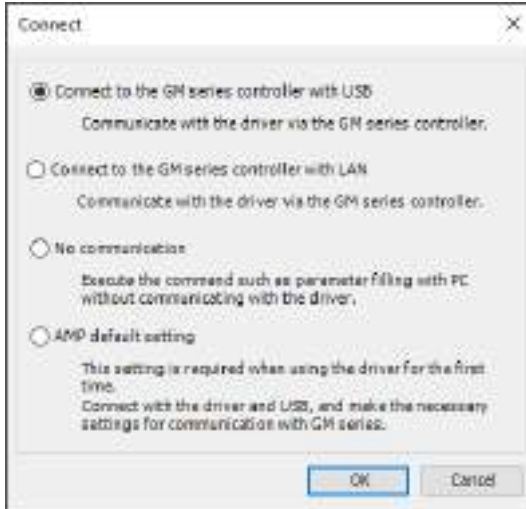 Connect
Connect to the GM series controller with USB
Communicate with the driver via the GM series controller.
Connect to the GM series controller with LAN
Communicate with the driver via the GM series controller.
No communication
Execute the command such as parameter filling with PC
without communicating with the driver.
AMP default setting
This setting is required when using the driver for the first
time.
Connect with the driver and USB, and make the necessary
settings for communication with GM series.
OK
Cancel